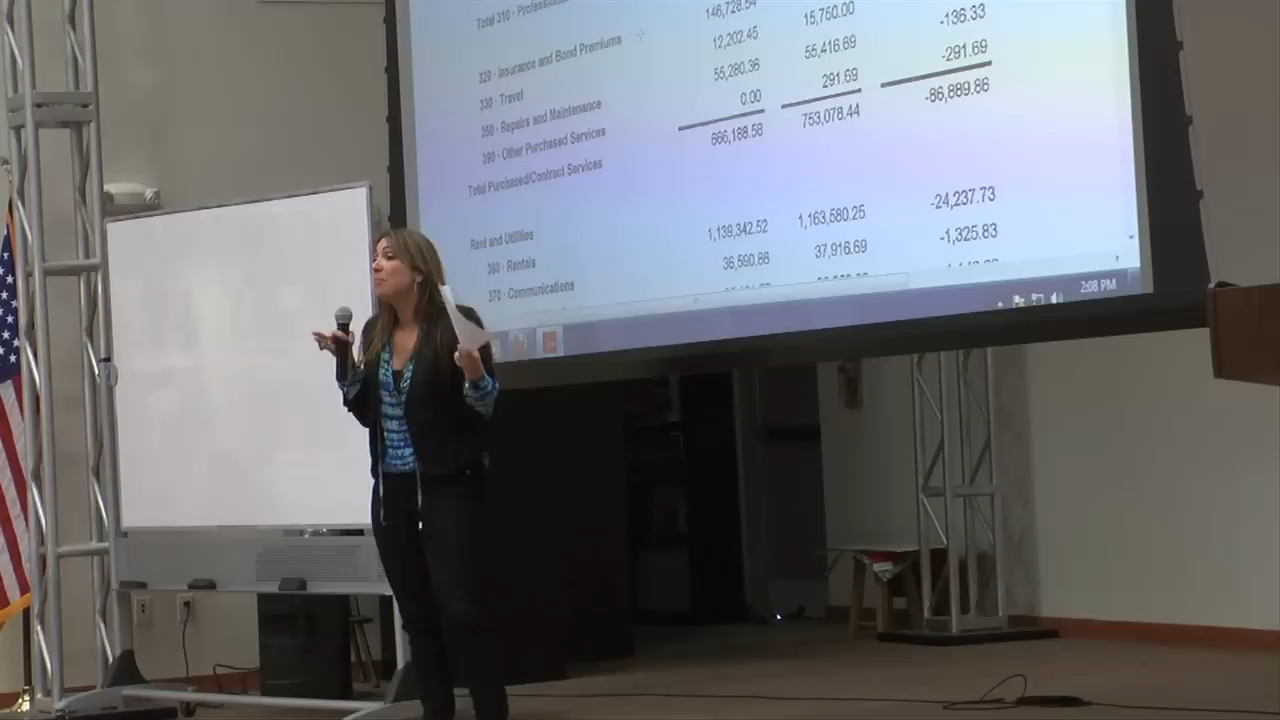 Total 310 · Professional
320 · Insurance and Bond Premiums 146,728.54
330 · Travel 12,202.45 15,750.00
350 · Repairs and Maintenance 55,280.36 55,416.69 -136.33
390 · Other Purchased Services 0.00 291.69 -291.69
Total Purchased/Contract Services 666,188.58 753,078.44 -86,889.86
Rent and Utilities
360 · Rentals 1,139,342.52 1,163,580.25 -24,237.73
370 · Communications 36,590.86 37,916.69 -1,325.83
2:08 PM